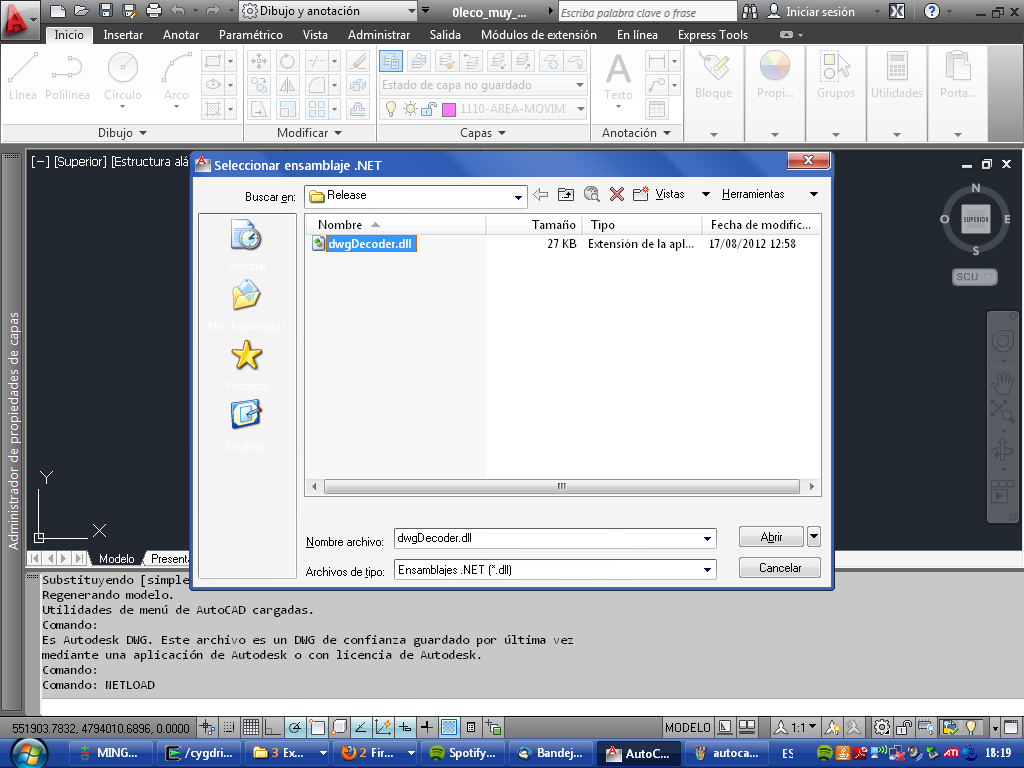 Dibujo y anotación
0leco_muy_...
Escriba palabra clave o frase
Iniciar sesión
Inicio Insertar Anotar Paramétrico Vista Administrar Salida Módulos de extensión En línea Express Tools
Línea Polilínea Círculo Arco
Estado de capa no guardado
1110-AREA-MOVIM
Texto
Bloque Propi... Grupos Utilidades Porta...
Dibujo Modificar Capas Anotación
[−] [Superior] [Estructura alá
Seleccionar ensamblaje .NET
Buscar en: Release
Vistas Herramientas
Nombre Tamaño Tipo Fecha de modific...
dwgDecoder.dll 27 KB Extensión de la apl... 17/08/2012 12:58
Historial
Mis documentos
Favoritos
Escritorio
N
O SUPERIOR E
S
SCU
Administrador de propiedades de capas
Y
X
Nombre archivo: dwgDecoder.dll Abrir
Archivos de tipo: Ensamblajes .NET (*.dll) Cancelar
Modelo Present
Substituyendo [simple
Regenerando modelo.
Utilidades de menú de AutoCAD cargadas.
Comando:
Es Autodesk DWG. Este archivo es un DWG de confianza guardado por última vez
mediante una aplicación de Autodesk o con licencia de Autodesk.
Comando:
Comando: NETLOAD
551903.7832, 4794010.6896, 0.0000 MODELO 1:1
MING... /cygdri... 3 Ex... 2 Fir... Spotify... Bandej... AutoC... autoca... ES ATI 18:19